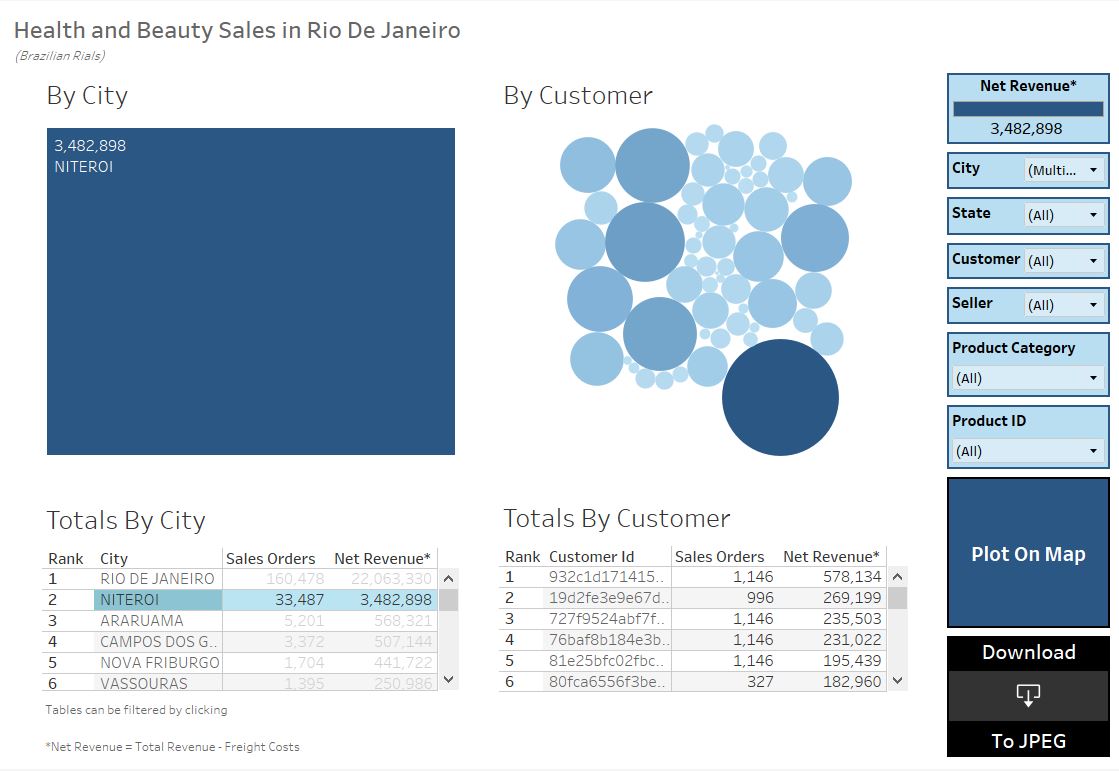 Health and Beauty Sales in Rio De Janeiro
(Brazilian Rials)
By City
3,482,898
NITEROI
By Customer
Totals By City
Rank City Sales Orders Net Revenue*
1 RIO DE JANEIRO 160,478 22,063,330
2 NITEROI 33,487 3,482,898
3 ARARUAMA 5,201 568,321
4 CAMPOS DOS G.. 3,372 507,144
5 NOVA FRIBURGO 1,704 441,722
6 VASSOURAS 1,395 250,986
Tables can be filtered by clicking
*Net Revenue = Total Revenue - Freight Costs
Totals By Customer
Rank Customer Id Sales Orders Net Revenue*
1 932c1d171415.. 1,146 578,134
2 19d2fe3e9e67d.. 996 269,199
3 727f9524abf7f.. 1,146 235,503
4 76baf8b184e3b.. 1,146 231,022
5 81e25bfc02fbc.. 1,146 195,439
6 80fca6556f3be.. 327 182,960
Net Revenue*
3,482,898
City (Multi...
State (All)
Customer (All)
Seller (All)
Product Category
(All)
Product ID
(All)
Plot On Map
Download
To JPEG